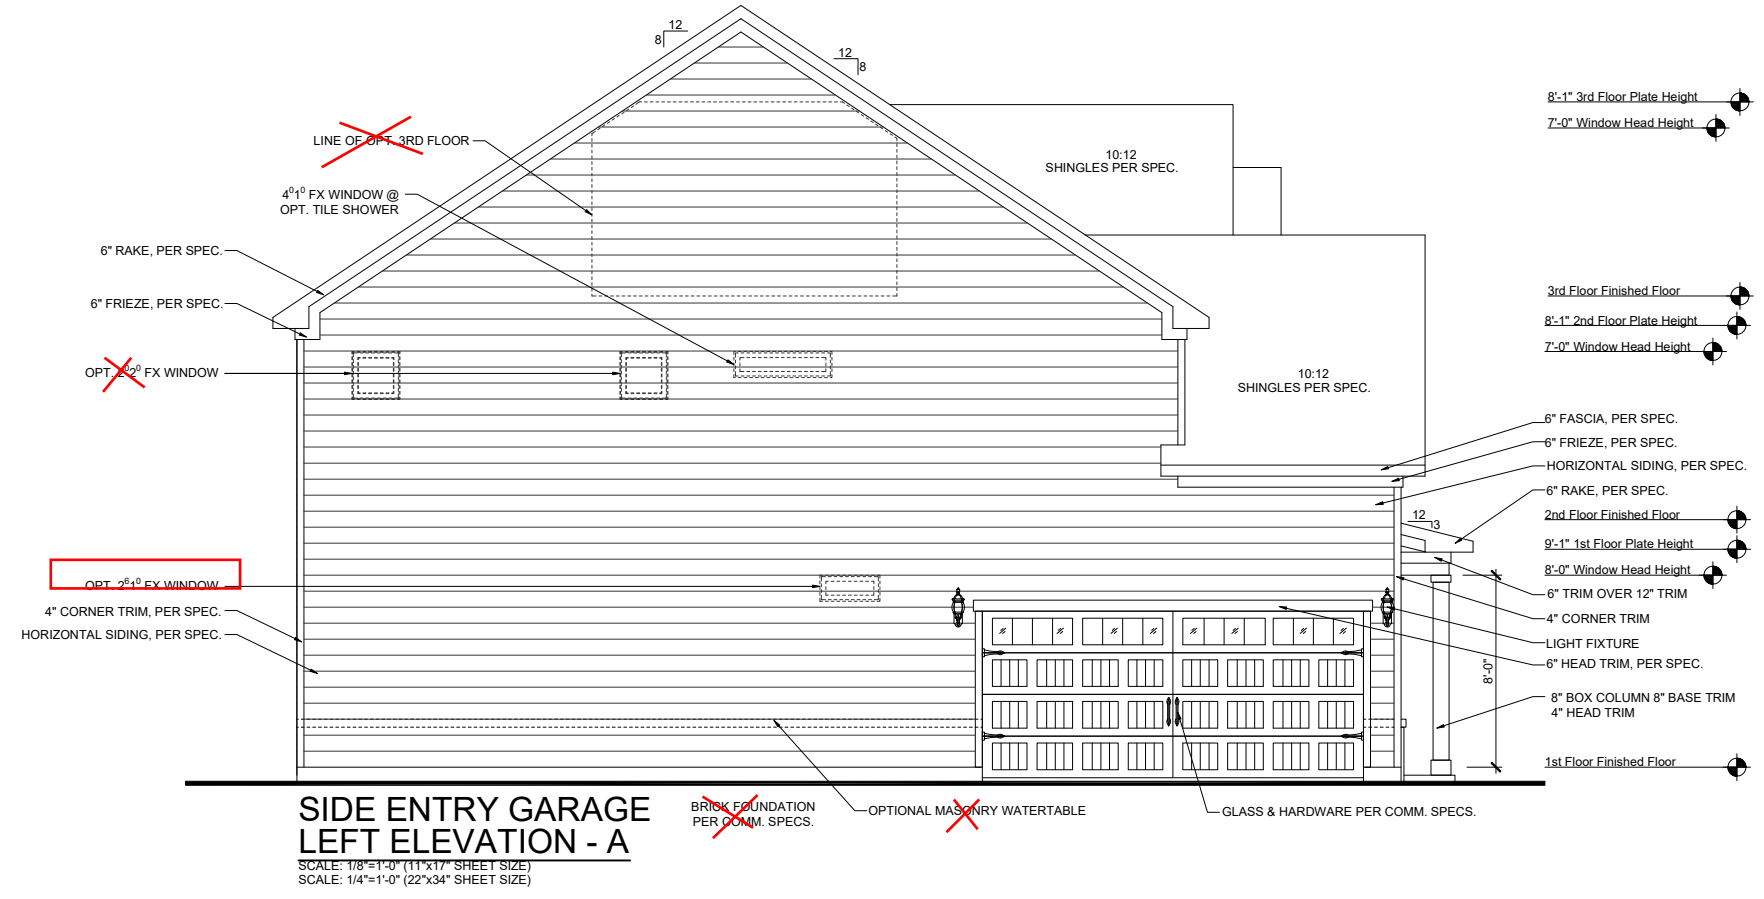 12
8
12
8
8'-1" 3rd Floor Plate Height
7'-0" Window Head Height
LINE OF OPT. 3RD FLOOR
10:12
SHINGLES PER SPEC.
4⁰1⁰ FX WINDOW @
OPT. TILE SHOWER
6" RAKE, PER SPEC.
6" FRIEZE, PER SPEC.
3rd Floor Finished Floor
8'-1" 2nd Floor Plate Height
7'-0" Window Head Height
OPT. 2⁰2⁰ FX WINDOW
10:12
SHINGLES PER SPEC.
6" FASCIA, PER SPEC.
6" FRIEZE, PER SPEC.
HORIZONTAL SIDING, PER SPEC.
6" RAKE, PER SPEC.
12
3
2nd Floor Finished Floor
9'-1" 1st Floor Plate Height
8'-0" Window Head Height
OPT. 2⁶1⁰ FX WINDOW
6" TRIM OVER 12" TRIM
4" CORNER TRIM, PER SPEC.
4" CORNER TRIM
HORIZONTAL SIDING, PER SPEC.
LIGHT FIXTURE
6" HEAD TRIM, PER SPEC.
8'-0"
8" BOX COLUMN 8" BASE TRIM
4" HEAD TRIM
1st Floor Finished Floor
SIDE ENTRY GARAGE
LEFT ELEVATION - A
SCALE: 1/8"=1'-0" (11"x17" SHEET SIZE)
SCALE: 1/4"=1'-0" (22"x34" SHEET SIZE)
BRICK FOUNDATION
PER COMM. SPECS.
OPTIONAL MASONRY WATERTABLE
GLASS & HARDWARE PER COMM. SPECS.